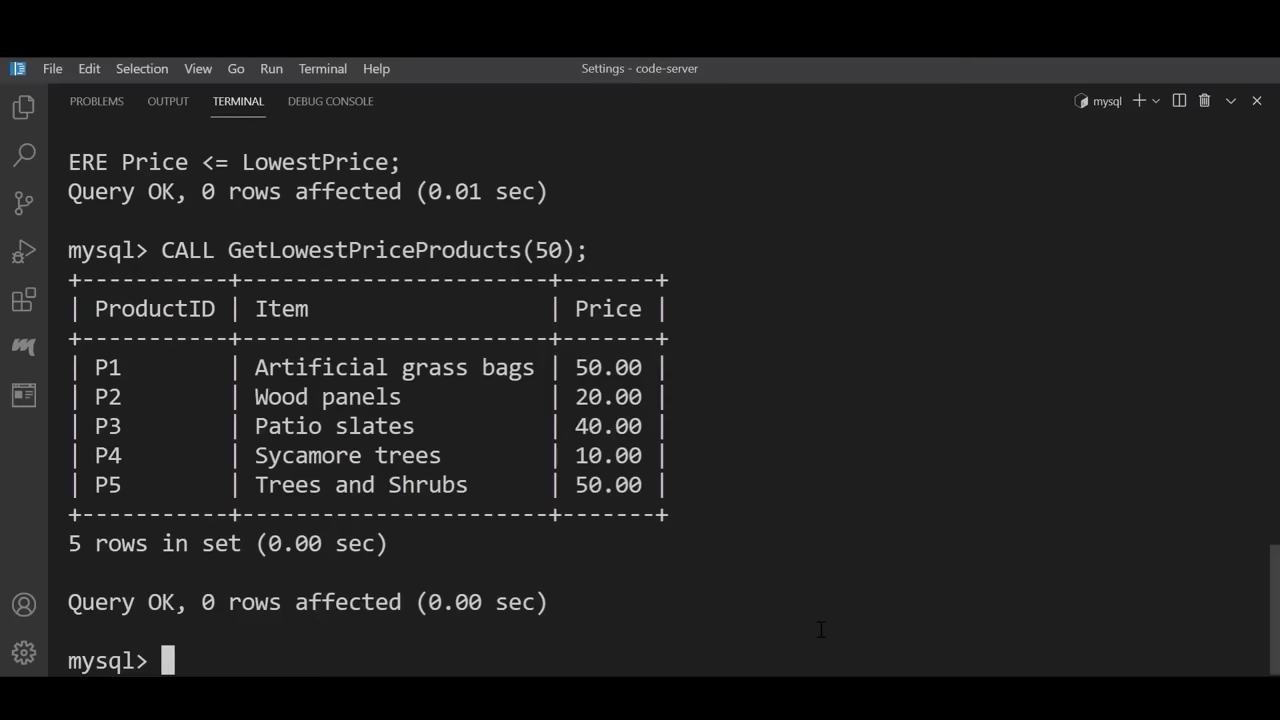 File Edit Selection View Go Run Terminal Help Settings - code-server
PROBLEMS OUTPUT TERMINAL DEBUG CONSOLE mysql
ERE Price <= LowestPrice;
Query OK, 0 rows affected (0.01 sec)
mysql> CALL GetLowestPriceProducts(50);
+-----------+----------------------+-------+
| ProductID | Item                 | Price |
+-----------+----------------------+-------+
| P1        | Artificial grass bags | 50.00 |
| P2        | Wood panels          | 20.00 |
| P3        | Patio slates         | 40.00 |
| P4        | Sycamore trees       | 10.00 |
| P5        | Trees and Shrubs     | 50.00 |
+-----------+----------------------+-------+
5 rows in set (0.00 sec)
Query OK, 0 rows affected (0.00 sec)
mysql>